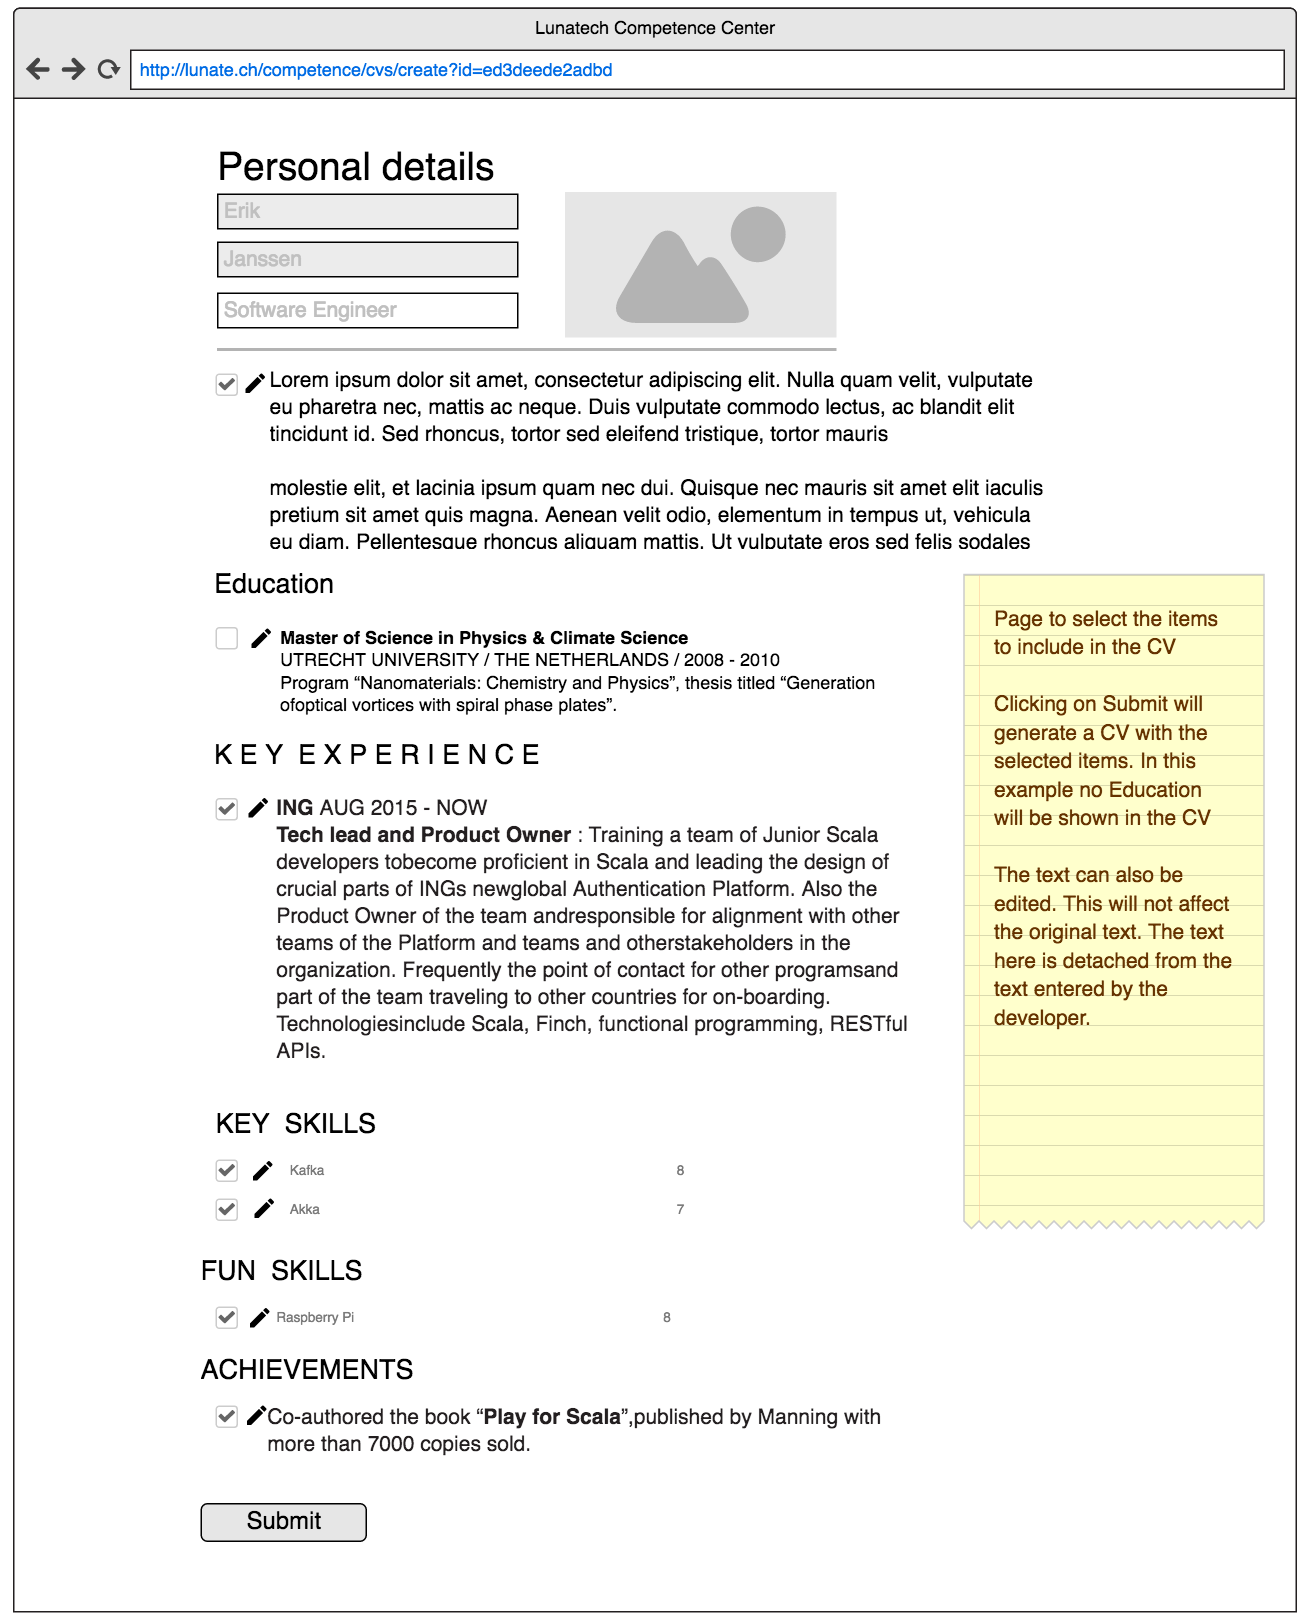 Lunatech Competence Center
http://lunate.ch/competence/cvs/create?id=ed3deede2adbd
Personal details
Erik
Janssen
Software Engineer
Lorem ipsum dolor sit amet, consectetur adipiscing elit. Nulla quam velit, vulputate
eu pharetra nec, mattis ac neque. Duis vulputate commodo lectus, ac blandit elit
tincidunt id. Sed rhoncus, tortor sed eleifend tristique, tortor mauris
molestie elit, et lacinia ipsum quam nec dui. Quisque nec mauris sit amet elit iaculis
pretium sit amet quis magna. Aenean velit odio, elementum in tempus ut, vehicula
eu diam. Pellentesque rhoncus aliquam mattis. Ut vulputate eros sed felis sodales
Education
Master of Science in Physics & Climate Science
UTRECHT UNIVERSITY / THE NETHERLANDS / 2008 - 2010
Program “Nanomaterials: Chemistry and Physics”, thesis titled “Generation
ofoptical vortices with spiral phase plates”.
KEY EXPERIENCE
ING AUG 2015 - NOW
Tech lead and Product Owner : Training a team of Junior Scala
developers tobecome proficient in Scala and leading the design of
crucial parts of INGs newglobal Authentication Platform. Also the
Product Owner of the team andresponsible for alignment with other
teams of the Platform and teams and otherstakeholders in the
organization. Frequently the point of contact for other programsand
part of the team traveling to other countries for on-boarding.
Technologiesinclude Scala, Finch, functional programming, RESTful
APIs.
KEY SKILLS
Kafka 8
Akka 7
FUN SKILLS
Raspberry Pi 8
ACHIEVEMENTS
Co-authored the book “Play for Scala”,published by Manning with
more than 7000 copies sold.
Submit
Page to select the items
to include in the CV
Clicking on Submit will
generate a CV with the
selected items. In this
example no Education
will be shown in the CV
The text can also be
edited. This will not affect
the original text. The text
here is detached from the
text entered by the
developer.